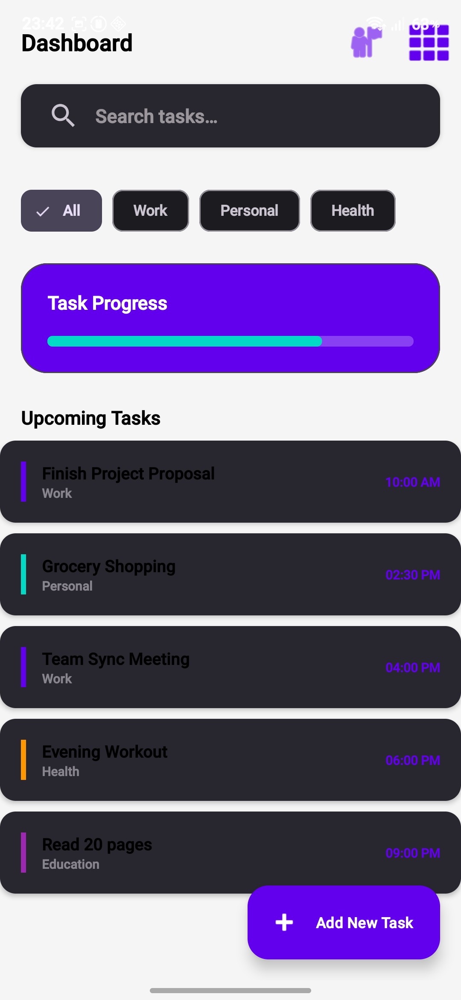 23:42
63%
Dashboard
Search tasks...
All
Work
Personal
Health
Task Progress
Upcoming Tasks
Finish Project Proposal
Work
10:00 AM
Grocery Shopping
Personal
02:30 PM
Team Sync Meeting
Work
04:00 PM
Evening Workout
Health
06:00 PM
Read 20 pages
Education
09:00 PM
Add New Task